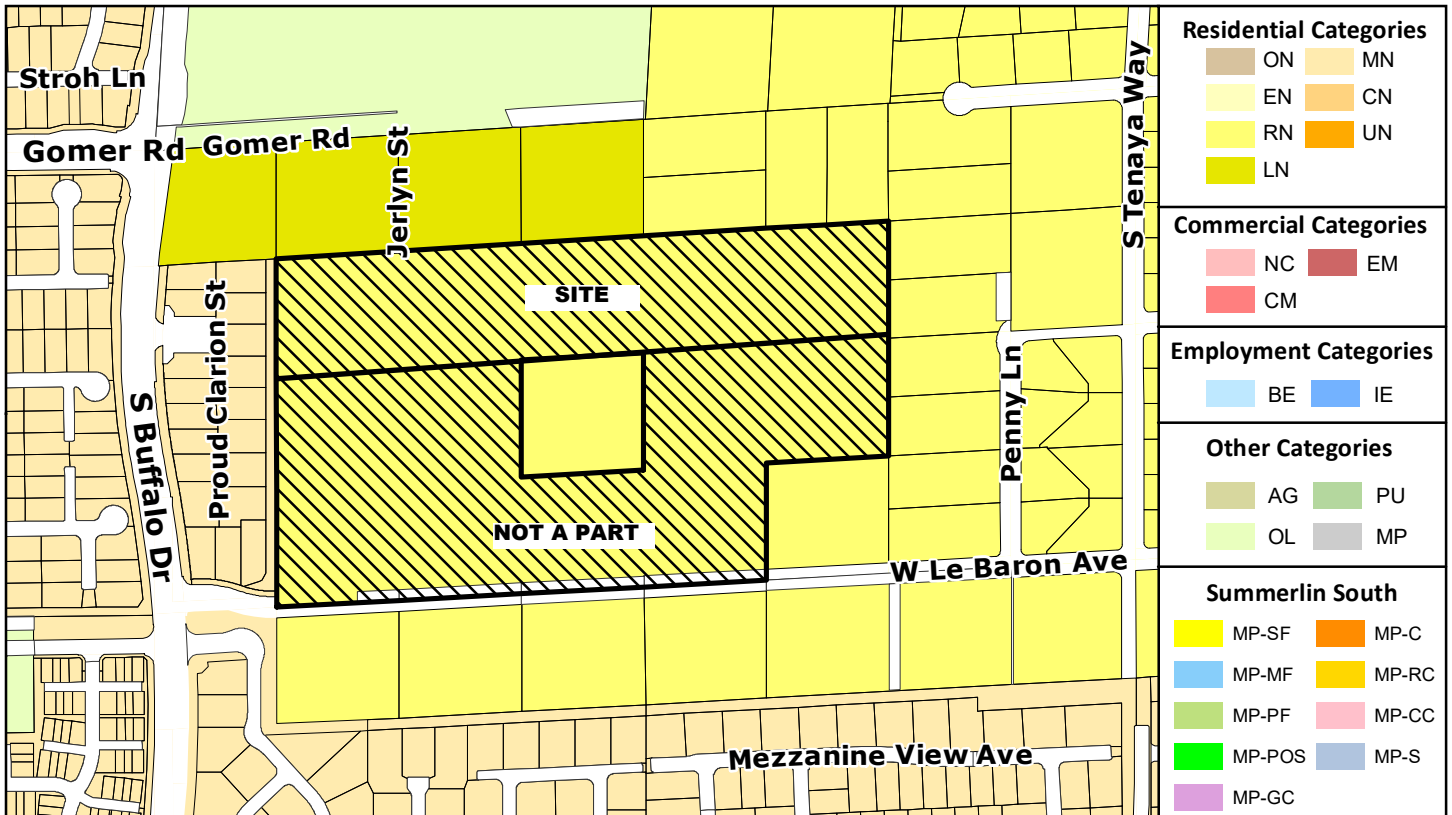 Stroh Ln
Gomer Rd
Gomer Rd
Jerlyn St
S Tenaya Way
SITE
Proud Clarion St
S Buffalo Dr
Penny Ln
NOT A PART
W Le Baron Ave
Mezzanine View Ave
Residential Categories
ON MN
EN CN
RN UN
LN
Commercial Categories
NC EM
CM
Employment Categories
BE IE
Other Categories
AG PU
OL MP
Summerlin South
MP-SF MP-C
MP-MF MP-RC
MP-PF MP-CC
MP-POS MP-S
MP-GC